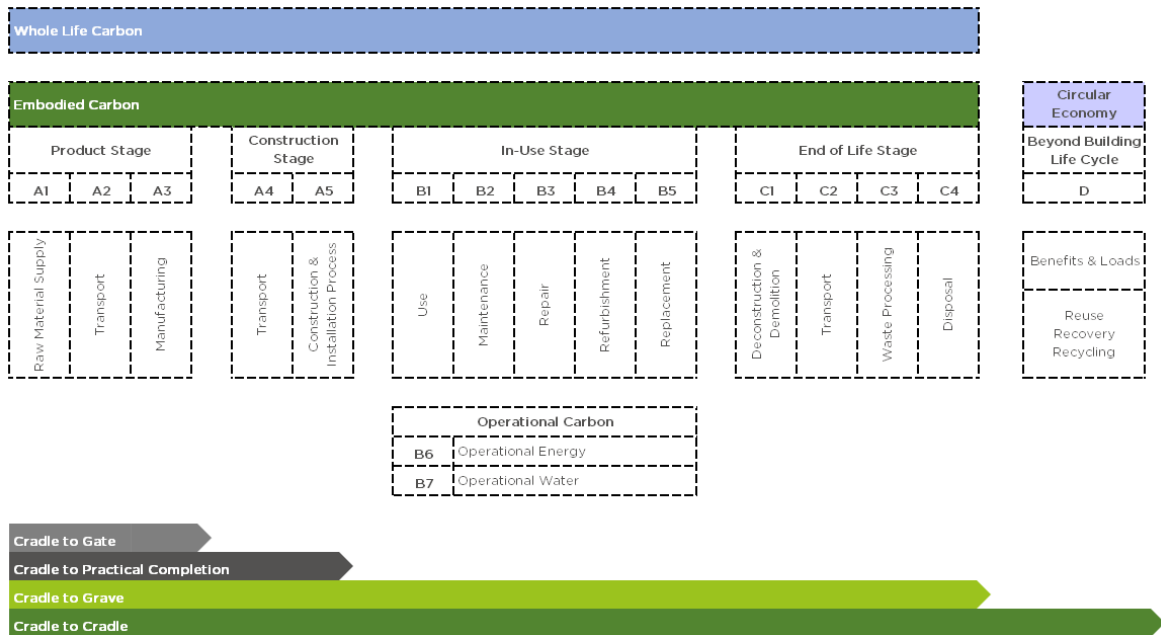 Whole Life Carbon
Embodied Carbon
Circular
Economy
Product Stage
Construction
Stage
In-Use Stage
End of Life Stage
Beyond Building
Life Cycle
A1
A2
A3
A4
A5
B1
B2
B3
B4
B5
C1
C2
C3
C4
D
Raw Material Supply
Transport
Manufacturing
Transport
Construction &
Installation Process
Use
Maintenance
Repair
Refurbishment
Replacement
Deconstruction &
Demolition
Transport
Waste Processing
Disposal
Benefits & Loads
Reuse
Recovery
Recycling
Operational Carbon
B6 Operational Energy
B7 Operational Water
Cradle to Gate
Cradle to Practical Completion
Cradle to Grave
Cradle to Cradle